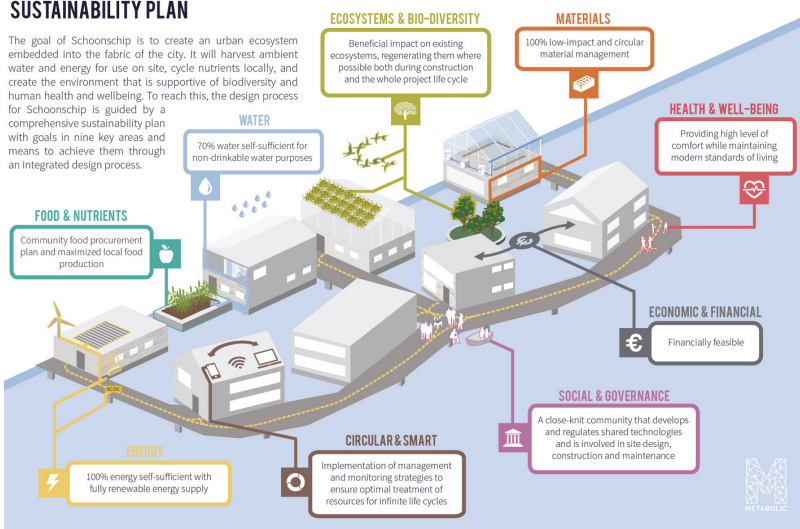 SUSTAINABILITY PLAN
The goal of Schoonschip is to create an urban ecosystem
embedded into the fabric of the city. It will harvest ambient
water and energy for use on site, cycle nutrients locally, and
create the environment that is supportive of biodiversity and
human health and wellbeing. To reach this, the design process
for Schoonschip is guided by a
comprehensive sustainability plan
with goals in nine key areas and
means to achieve them through
an integrated design process.
ECOSYSTEMS & BIO-DIVERSITY
Beneficial impact on existing
ecosystems, regenerating them where
possible both during construction
and the whole project life cycle
MATERIALS
100% low-impact and circular
material management
HEALTH & WELL-BEING
Providing high level of
comfort while maintaining
modern standards of living
WATER
70% water self-sufficient for
non-drinkable water purposes
FOOD & NUTRIENTS
Community food procurement
plan and maximized local food
production
ECONOMIC & FINANCIAL
€
Financially feasible
AC/DC
SOCIAL & GOVERNANCE
A close-knit community that develops
and regulates shared technologies
and is involved in site design,
construction and maintenance
ENERGY
100% energy self-sufficient with
fully renewable energy supply
CIRCULAR & SMART
Implementation of management
and monitoring strategies to
ensure optimal treatment of
resources for infinite life cycles
METABOLIC